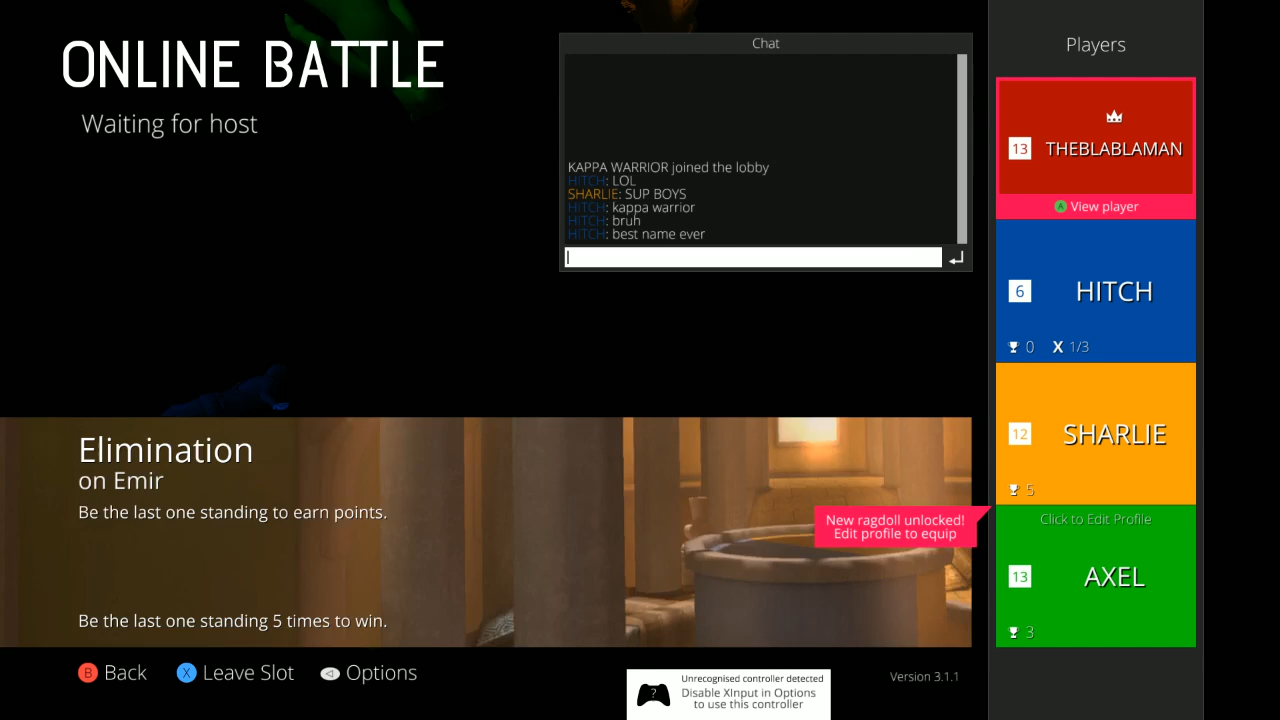 ONLINE BATTLE
Waiting for host
Chat
KAPPA WARRIOR joined the lobby
HITCH: LOL
SHARLIE: SUP BOYS
HITCH: kappa warrior
HITCH: bruh
HITCH: best name ever
Players
13 THEBLABLAMAN
A View player
6 HITCH
0 X 1/3
12 SHARLIE
5
Click to Edit Profile
13 AXEL
3
New ragdoll unlocked!
Edit profile to equip
Elimination
on Emir
Be the last one standing to earn points.
Be the last one standing 5 times to win.
B Back X Leave Slot Options
?
Unrecognised controller detected
Disable XInput in Options
to use this controller
Version 3.1.1